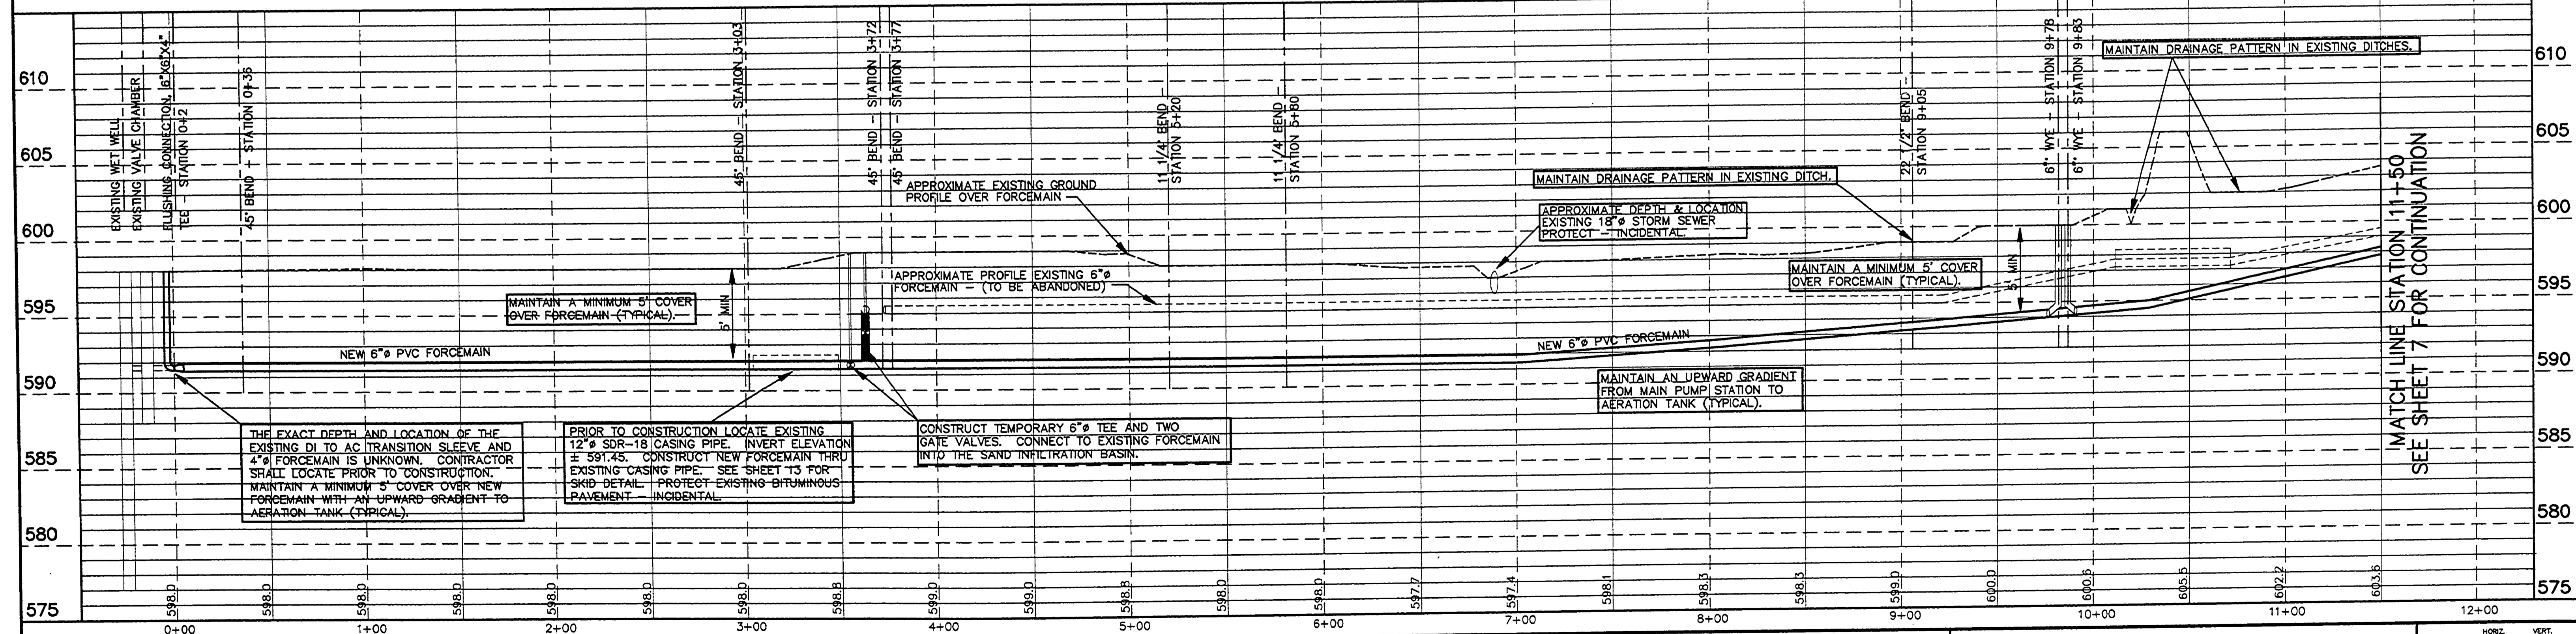 610
605
600
595
590
585
580
575
EXISTING WET WELL
EXISTING VALVE CHAMBER
FLUSHING CONNECTION, 6"X6"X4"
TEE - STATION 0+2
45° BEND - STATION 0+36
45° BEND - STATION 3+03
45° BEND - STATION 3+72
45° BEND - STATION 3+77
11 1/4° BEND -
STATION 5+20
11 1/4° BEND -
STATION 5+80
22 1/2° BEND -
STATION 9+05
6"∅ WYE - STATION 9+78
6"∅ WYE - STATION 9+83
MAINTAIN DRAINAGE PATTERN IN EXISTING DITCHES.
610
605
600
595
590
585
580
575
APPROXIMATE EXISTING GROUND
PROFILE OVER FORCEMAIN
MAINTAIN DRAINAGE PATTERN IN EXISTING DITCH.
APPROXIMATE DEPTH & LOCATION
EXISTING 18"∅ STORM SEWER
PROTECT - INCIDENTAL.
APPROXIMATE PROFILE EXISTING 6"∅
FORCEMAIN - (TO BE ABANDONED)
MAINTAIN A MINIMUM 5' COVER
OVER FORCEMAIN (TYPICAL).
5' MIN
MAINTAIN A MINIMUM 5' COVER
OVER FORCEMAIN (TYPICAL).
5' MIN
NEW 6"∅ PVC FORCEMAIN
NEW 6"∅ PVC FORCEMAIN
MAINTAIN AN UPWARD GRADIENT
FROM MAIN PUMP STATION TO
AERATION TANK (TYPICAL).
MATCH LINE STATION 11+50
SEE SHEET 7 FOR CONTINUATION
THE EXACT DEPTH AND LOCATION OF THE
EXISTING DI TO AC TRANSITION SLEEVE AND
4"∅ FORCEMAIN IS UNKNOWN. CONTRACTOR
SHALL LOCATE PRIOR TO CONSTRUCTION.
MAINTAIN A MINIMUM 5' COVER OVER NEW
FORCEMAIN WITH AN UPWARD GRADIENT TO
AERATION TANK (TYPICAL).
PRIOR TO CONSTRUCTION LOCATE EXISTING
12"∅ SDR-18 CASING PIPE. INVERT ELEVATION
± 591.45. CONSTRUCT NEW FORCEMAIN THRU
EXISTING CASING PIPE. SEE SHEET 13 FOR
SKID DETAIL. PROTECT EXISTING BITUMINOUS
PAVEMENT - INCIDENTAL.
CONSTRUCT TEMPORARY 6"∅ TEE AND TWO
GATE VALVES. CONNECT TO EXISTING FORCEMAIN
INTO THE SAND INFILTRATION BASIN.
598.0
598.0
598.0
598.0
598.0
598.0
598.0
598.8
599.0
599.0
598.8
598.0
598.0
597.7
597.4
598.1
598.3
598.3
599.0
600.0
600.6
605.5
602.2
603.6
0+00
1+00
2+00
3+00
4+00
5+00
6+00
7+00
8+00
9+00
10+00
11+00
12+00
HORIZ.
VERT.